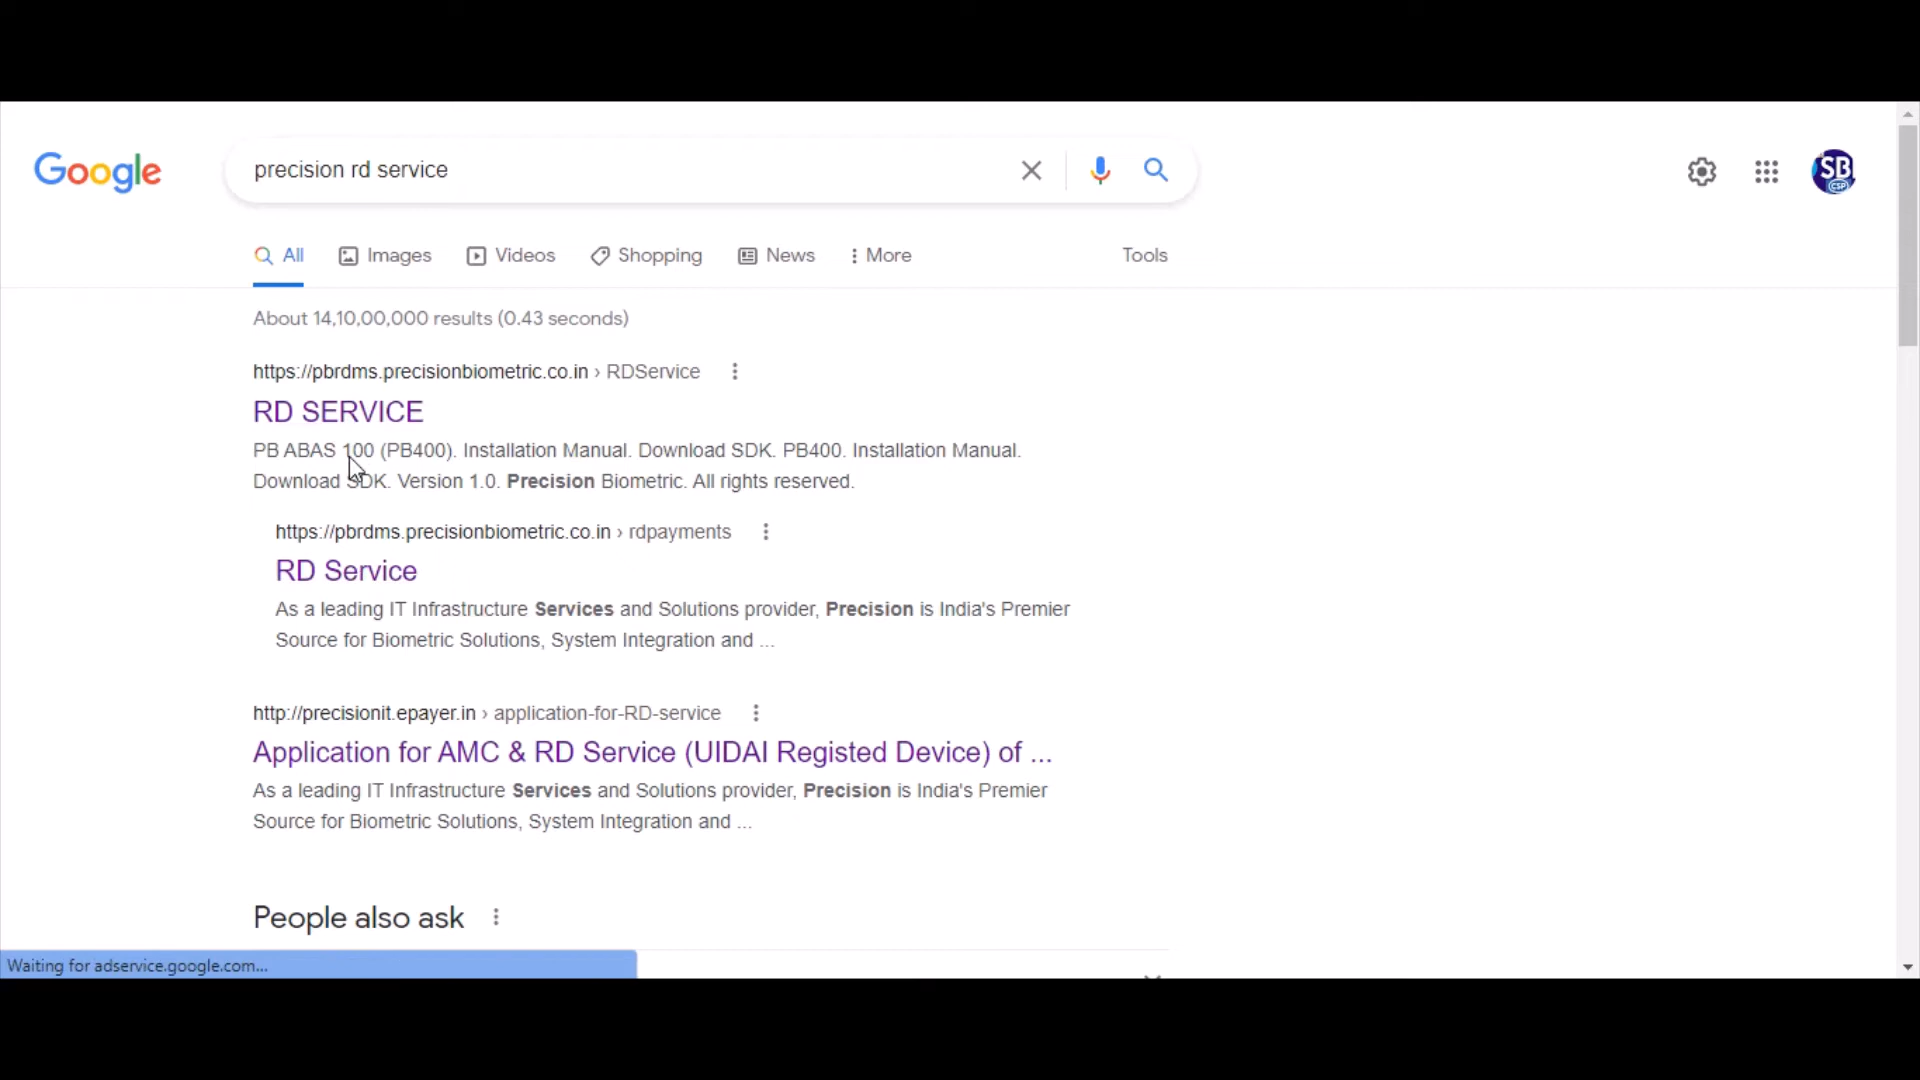 Google
precision rd service
SB
CSP
All Images Videos Shopping News More Tools
About 14,10,00,000 results (0.43 seconds)
https://pbrdms.precisionbiometric.co.in › RDService
RD SERVICE
PB ABAS 100 (PB400). Installation Manual. Download SDK. PB400. Installation Manual.
Download SDK. Version 1.0. Precision Biometric. All rights reserved.
https://pbrdms.precisionbiometric.co.in › rdpayments
RD Service
As a leading IT Infrastructure Services and Solutions provider, Precision is India's Premier
Source for Biometric Solutions, System Integration and ...
http://precisionit.epayer.in › application-for-RD-service
Application for AMC & RD Service (UIDAI Registed Device) of ...
As a leading IT Infrastructure Services and Solutions provider, Precision is India's Premier
Source for Biometric Solutions, System Integration and ...
People also ask
Waiting for adservice.google.com...